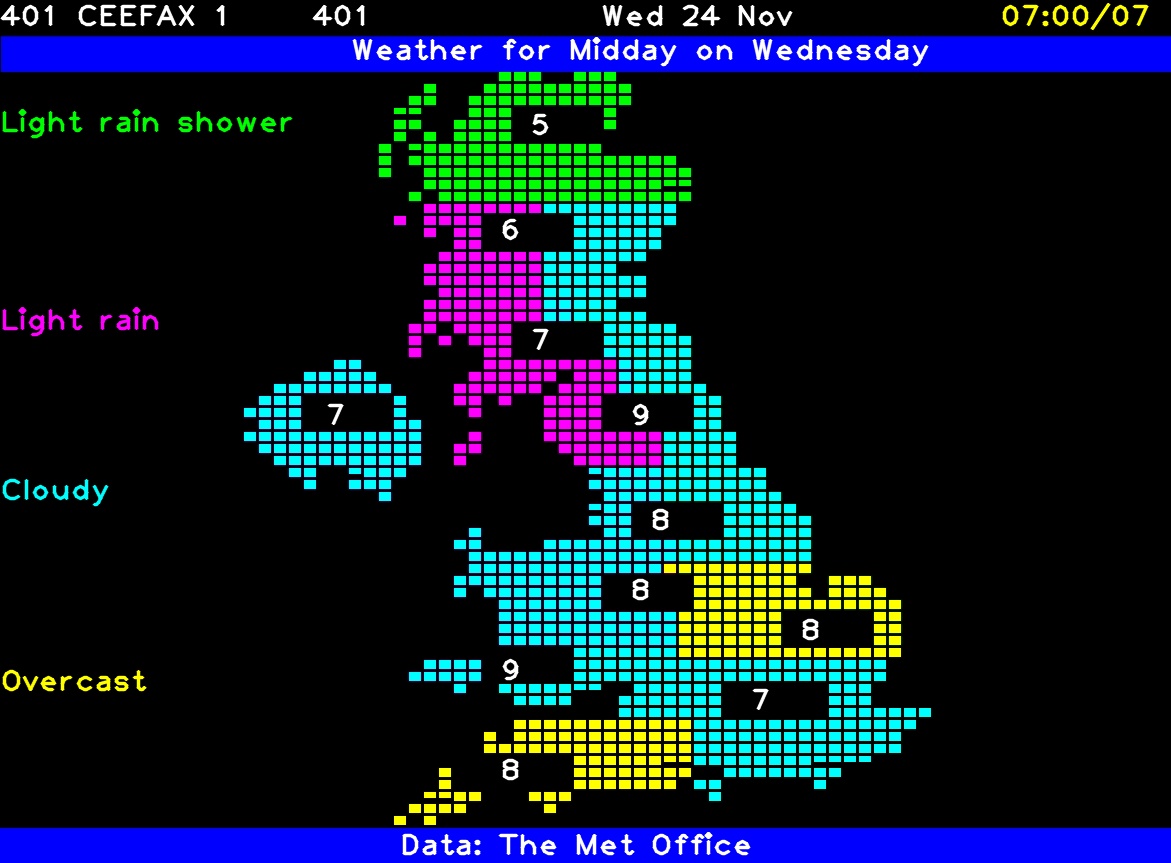 401 CEEFAX 1 401 Wed 24 Nov 07:00/07
Weather for Midday on Wednesday
Light rain shower
5
6
Light rain
7
7
9
Cloudy
8
8
8
9
Overcast
7
8
Data: The Met Office